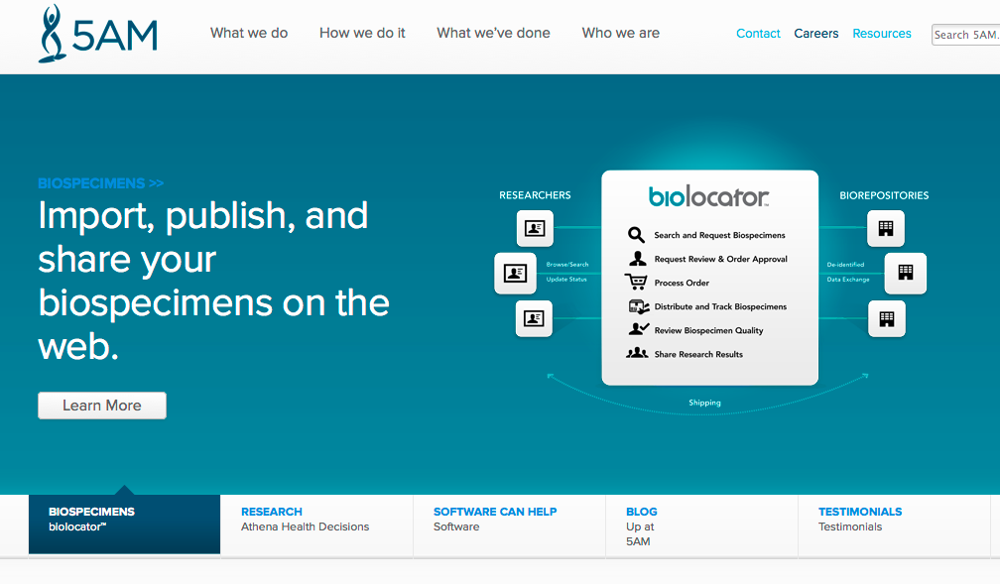 5AM
What we do
How we do it
What we've done
Who we are
Contact
Careers
Resources
Search 5AM.
BIOSPECIMENS >>
Import, publish, and
share your
biospecimens on the
web.
Learn More
RESEARCHERS
Browse/Search
Update Status
biolocator™
Search and Request Biospecimens
Request Review & Order Approval
Process Order
Distribute and Track Biospecimens
Review Biospecimen Quality
Share Research Results
BIOREPOSITORIES
De-identified
Data Exchange
Shipping
BIOSPECIMENS
biolocator™
RESEARCH
Athena Health Decisions
SOFTWARE CAN HELP
Software
BLOG
Up at
5AM
TESTIMONIALS
Testimonials